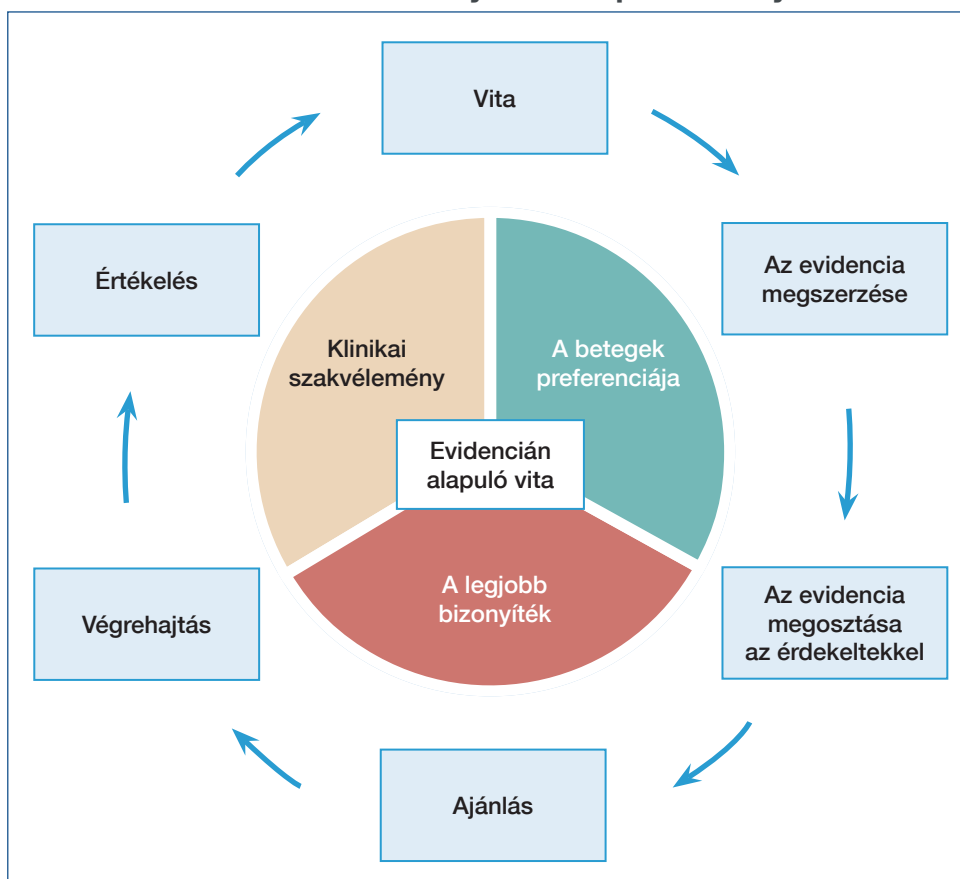 Vita
Az evidencia
megszerzése
Az evidencia
megosztása
az érdekeltekkel
Ajánlás
Végrehajtás
Értékelés
Klinikai
szakvélemény
A betegek
preferenciája
Evidencián
alapuló vita
A legjobb
bizonyíték